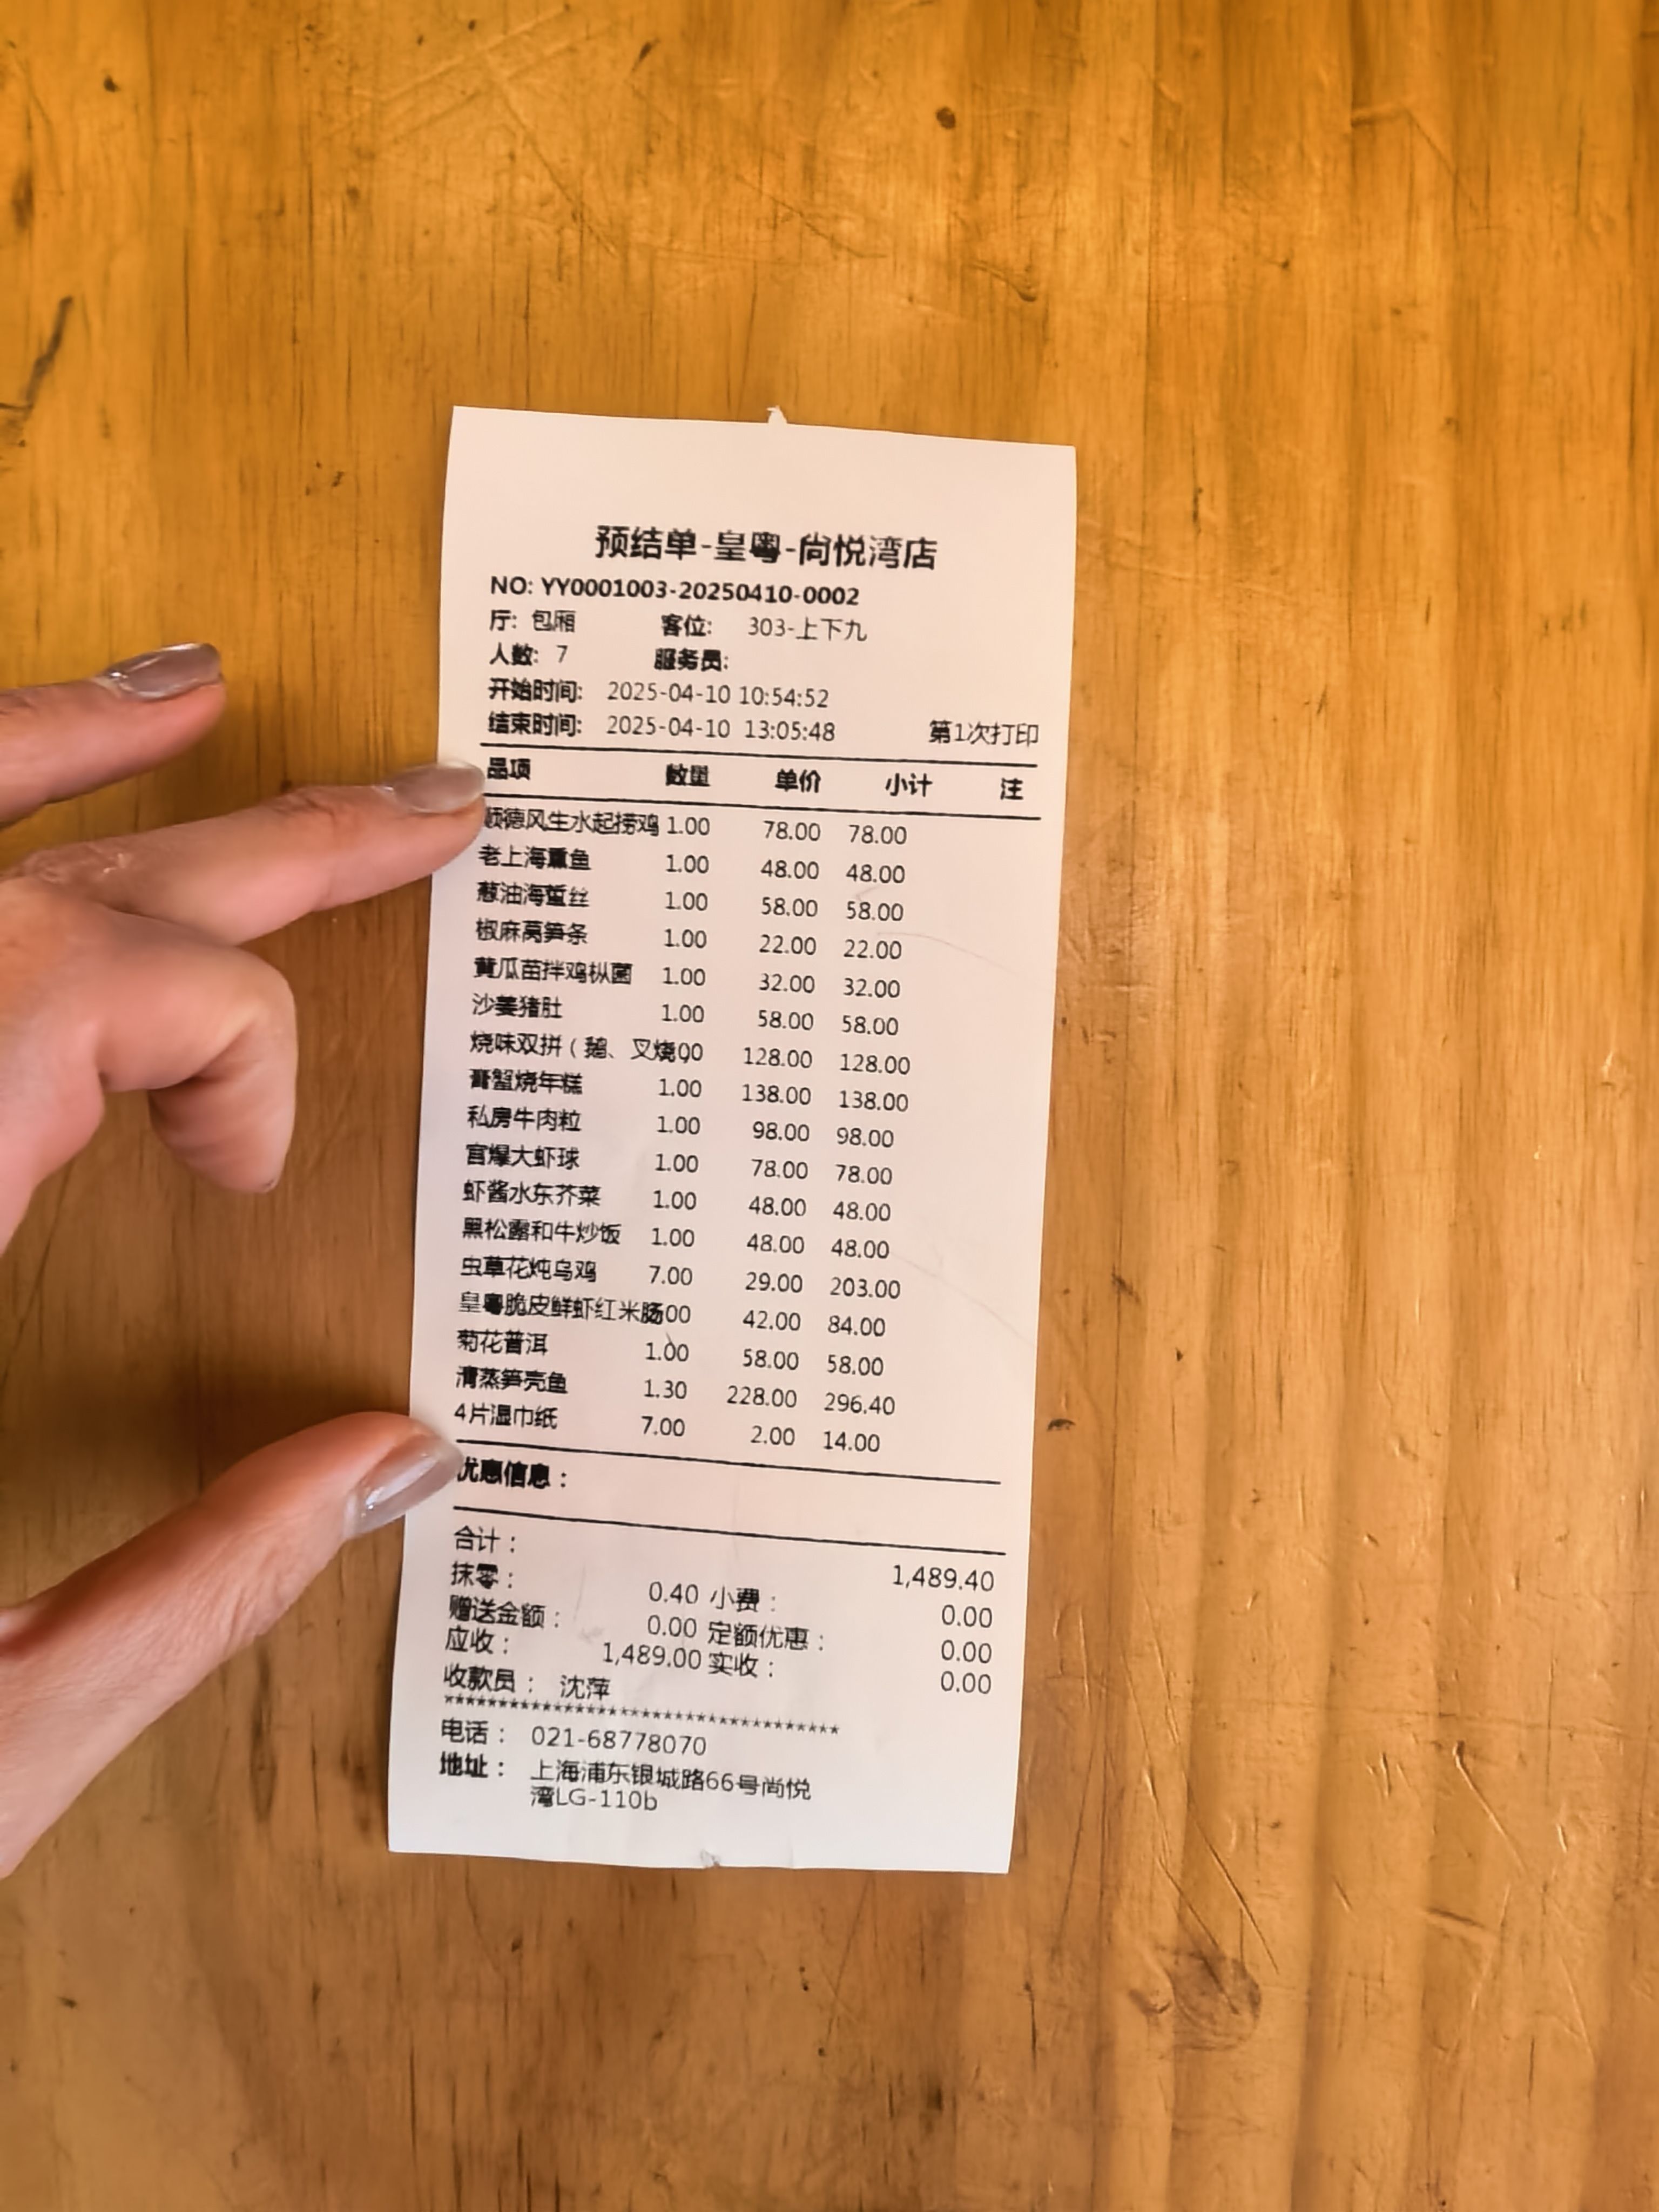 预结单-皇粤-尚悦湾店
NO: YY0001003-20250410-0002
厅: 包厢 客位: 303-上下九
人数: 7 服务员:
开始时间: 2025-04-10 10:54:52
结束时间: 2025-04-10 13:05:48 第1次打印
品项 数量 单价 小计 注
顺德风生水起捞鸡 1.00 78.00 78.00
老上海熏鱼 1.00 48.00 48.00
葱油海蜇丝 1.00 58.00 58.00
椒麻莴笋条 1.00 22.00 22.00
黄瓜苗拌鸡枞菌 1.00 32.00 32.00
沙姜猪肚 1.00 58.00 58.00
烧味双拼（鹅、叉烧 00 128.00 128.00
膏蟹烧年糕 1.00 138.00 138.00
私房牛肉粒 1.00 98.00 98.00
宫爆大虾球 1.00 78.00 78.00
虾酱水东芥菜 1.00 48.00 48.00
黑松露和牛炒饭 1.00 48.00 48.00
虫草花炖乌鸡 7.00 29.00 203.00
皇粤脆皮鲜虾红米肠 00 42.00 84.00
菊花普洱 1.00 58.00 58.00
清蒸笋壳鱼 1.30 228.00 296.40
4片湿巾纸 7.00 2.00 14.00
优惠信息：
合计： 1,489.40
抹零： 0.40 小费： 0.00
赠送金额： 0.00 定额优惠： 0.00
应收： 1,489.00 实收： 0.00
收款员： 沈萍
************************************
电话： 021-68778070
地址： 上海浦东银城路66号尚悦
湾LG-110b